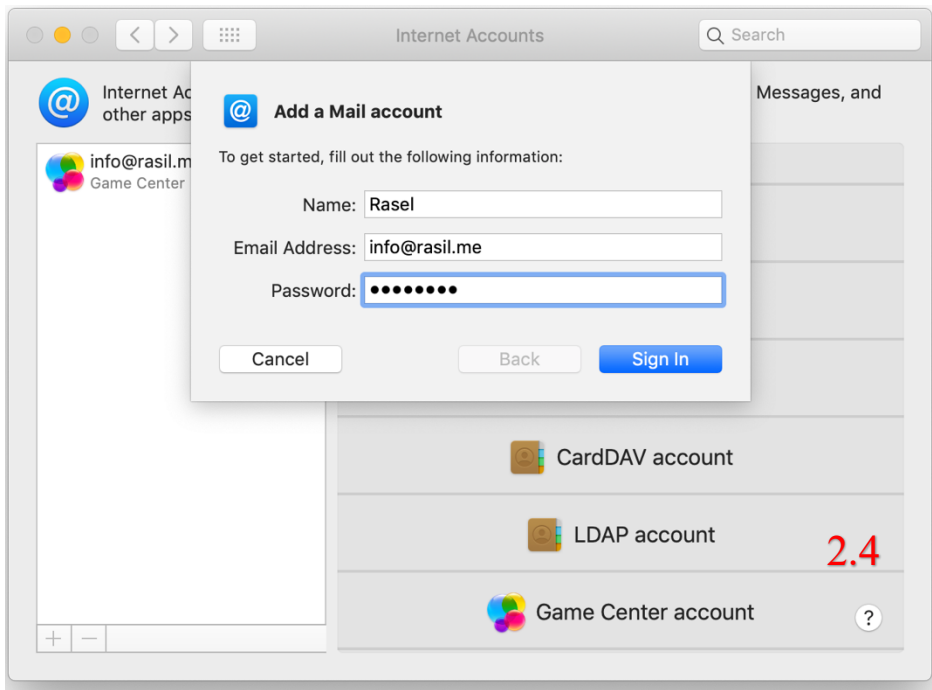 Internet Accounts
Search
Internet Ac
other apps
Messages, and
Add a Mail account
To get started, fill out the following information:
Name: Rasel
Email Address: info@rasil.me
Password: ••••••••
Cancel
Back
Sign In
info@rasil.m
Game Center
CardDAV account
LDAP account
2.4
Game Center account
?